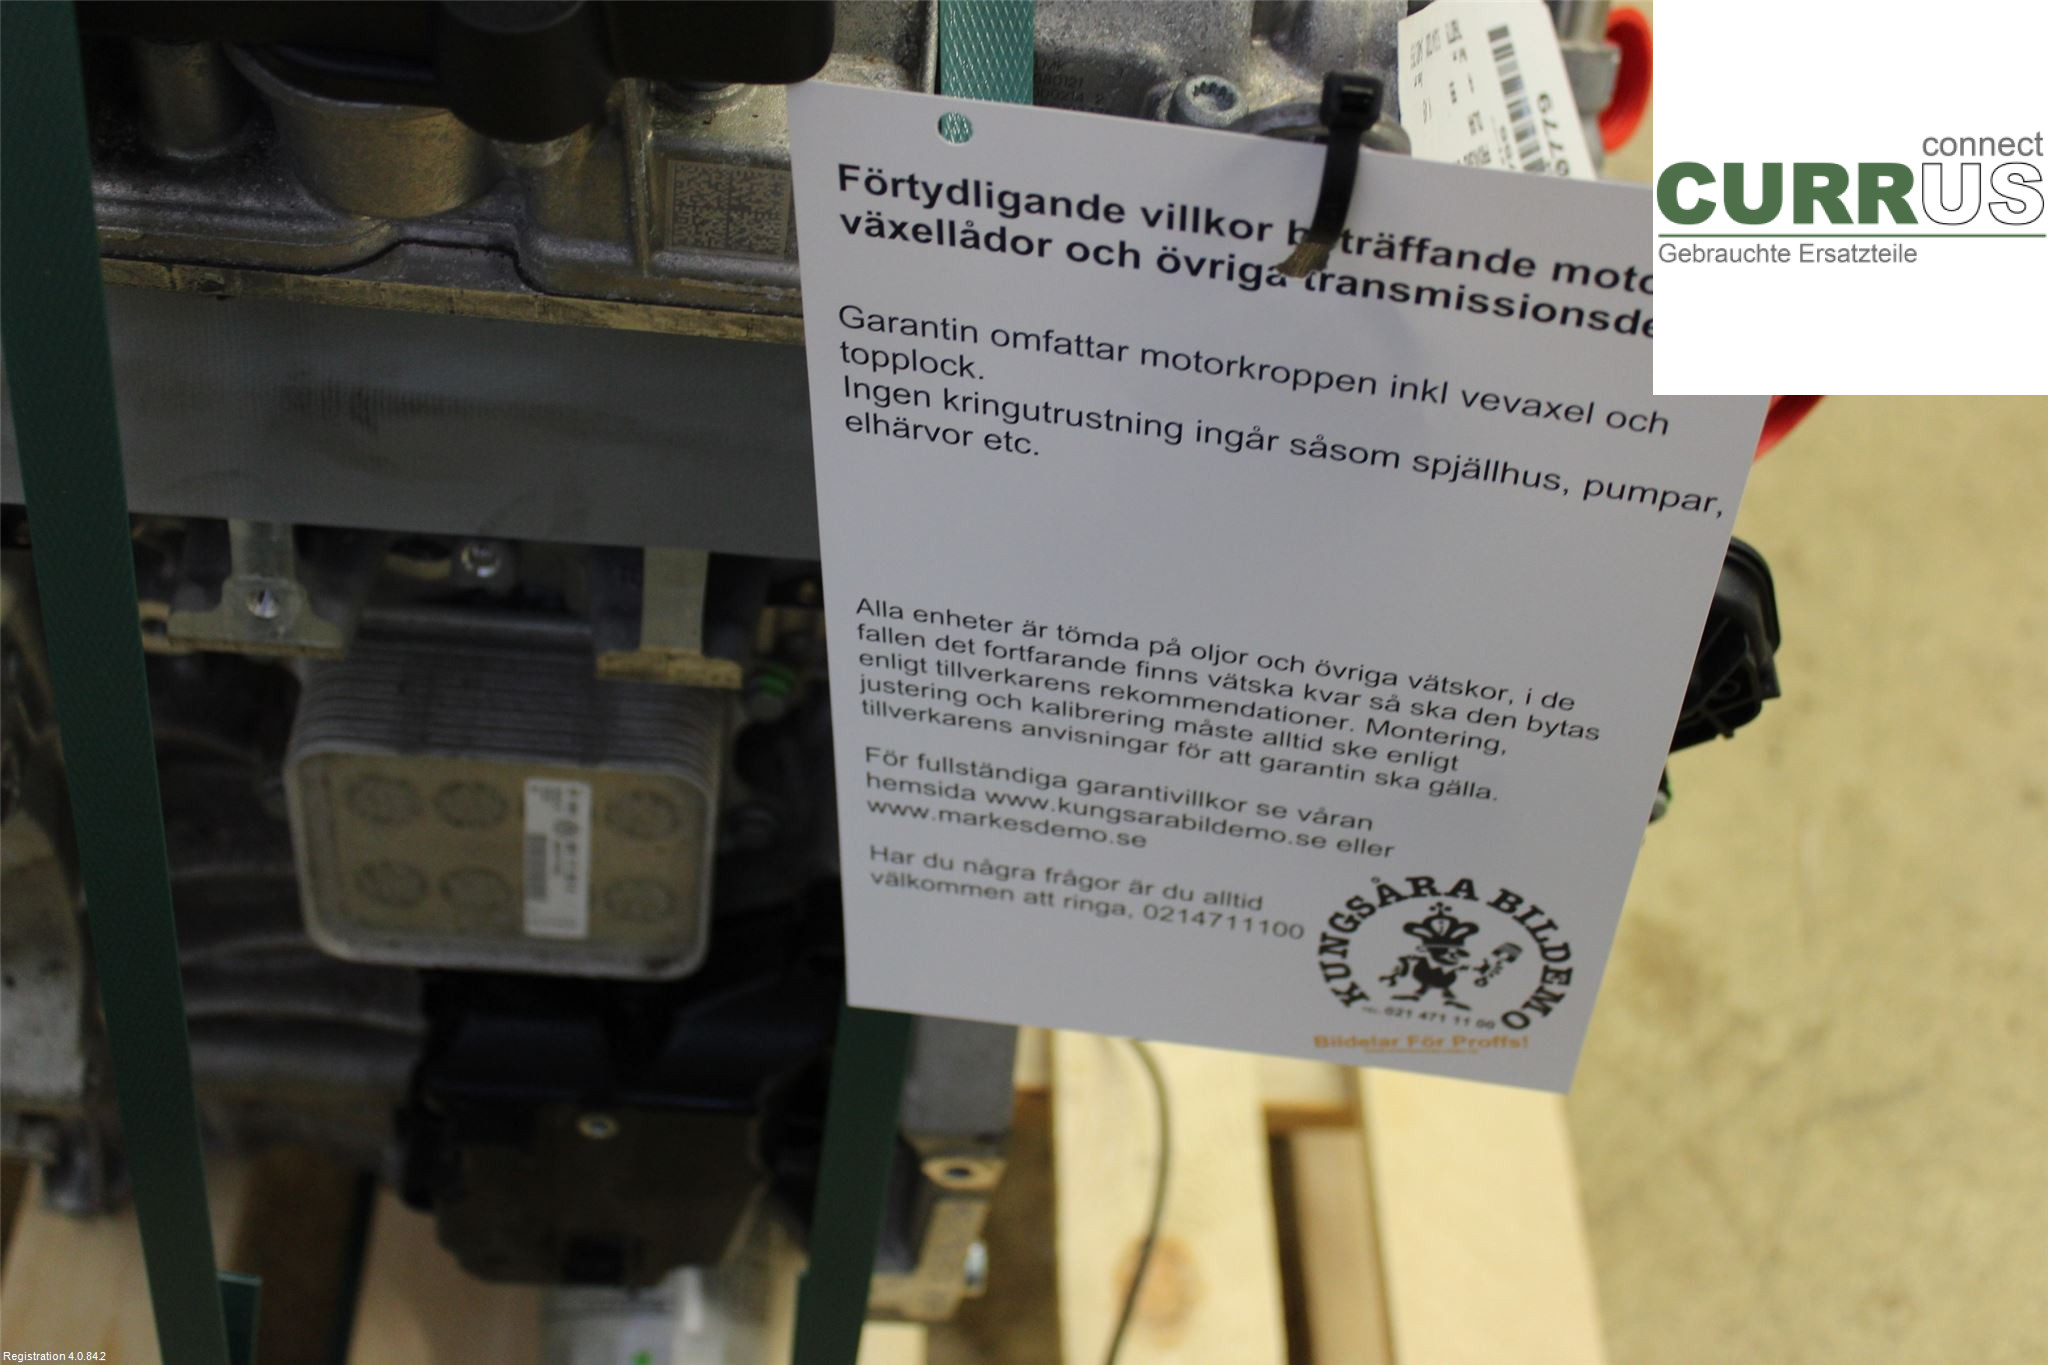 connect
CURRUS
Gebrauchte Ersatzteile
Förtydligande villkor beträffande moto
växellådor och övriga transmissionsde
Garantin omfattar motorkroppen inkl vevaxel och
topplock.
Ingen kringutrustning ingår såsom spjällhus, pumpar,
elhärvor etc.
Alla enheter är tömda på oljor och övriga vätskor, i de
fallen det fortfarande finns vätska kvar så ska den bytas
enligt tillverkarens rekommendationer. Montering,
justering och kalibrering måste alltid ske enligt
tillverkarens anvisningar för att garantin ska gälla.
För fullständiga garantivillkor se våran
hemsida www.kungsarabildemo.se eller
www.markesdemo.se
Har du några frågor är du alltid
välkommen att ringa, 0214711100
KUNGSÅRA BILDEMO
021 471 11 00
Bildelar För Proffs!
Registration 4.0.84.2